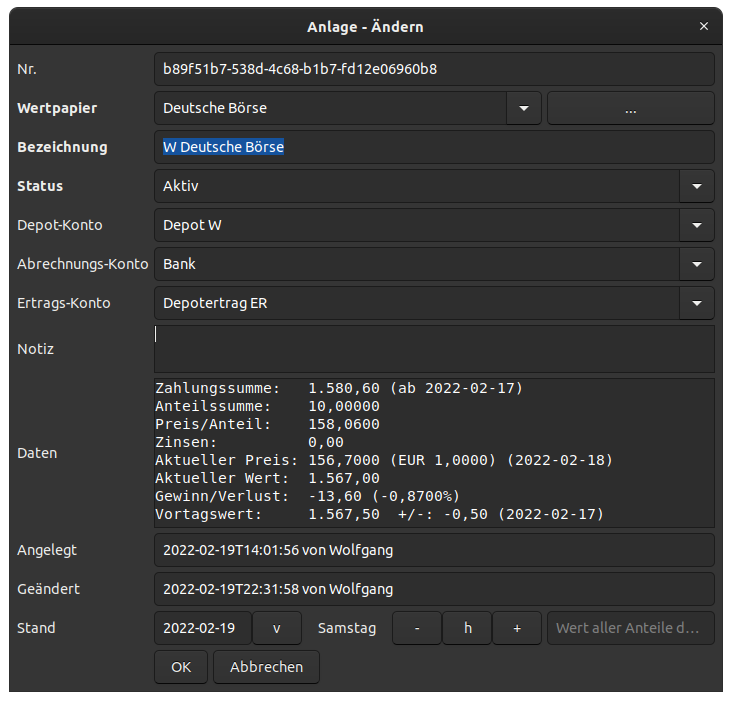 Anlage - Ändern ×
Nr. b89f51b7-538d-4c68-b1b7-fd12e06960b8
Wertpapier Deutsche Börse ...
Bezeichnung W Deutsche Börse
Status Aktiv
Depot-Konto Depot W
Abrechnungs-Konto Bank
Ertrags-Konto Depotertrag ER
Notiz
Daten
Zahlungssumme: 1.580,60 (ab 2022-02-17)
Anteilssumme: 10,00000
Preis/Anteil: 158,0600
Zinsen: 0,00
Aktueller Preis: 156,7000 (EUR 1,0000) (2022-02-18)
Aktueller Wert: 1.567,00
Gewinn/Verlust: -13,60 (-0,8700%)
Vortagswert: 1.567,50 +/-: -0,50 (2022-02-17)
Angelegt 2022-02-19T14:01:56 von Wolfgang
Geändert 2022-02-19T22:31:58 von Wolfgang
Stand 2022-02-19 v Samstag - h + Wert aller Anteile d...
OK Abbrechen